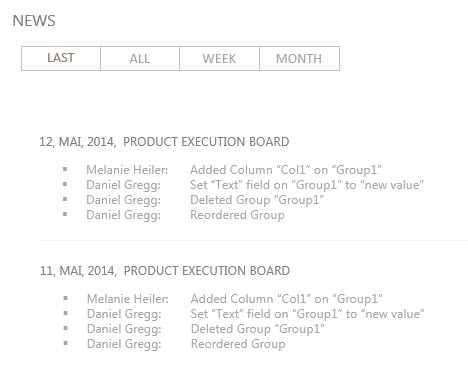 NEWS
LAST ALL WEEK MONTH
12, MAI, 2014, PRODUCT EXECUTION BOARD
▪ Melanie Heiler: Added Column “Col1” on “Group1”
▪ Daniel Gregg: Set “Text” field on “Group1” to “new value”
▪ Daniel Gregg: Deleted Group “Group1”
▪ Daniel Gregg: Reordered Group
11, MAI, 2014, PRODUCT EXECUTION BOARD
▪ Melanie Heiler: Added Column “Col1” on “Group1”
▪ Daniel Gregg: Set “Text” field on “Group1” to “new value”
▪ Daniel Gregg: Deleted Group “Group1”
▪ Daniel Gregg: Reordered Group